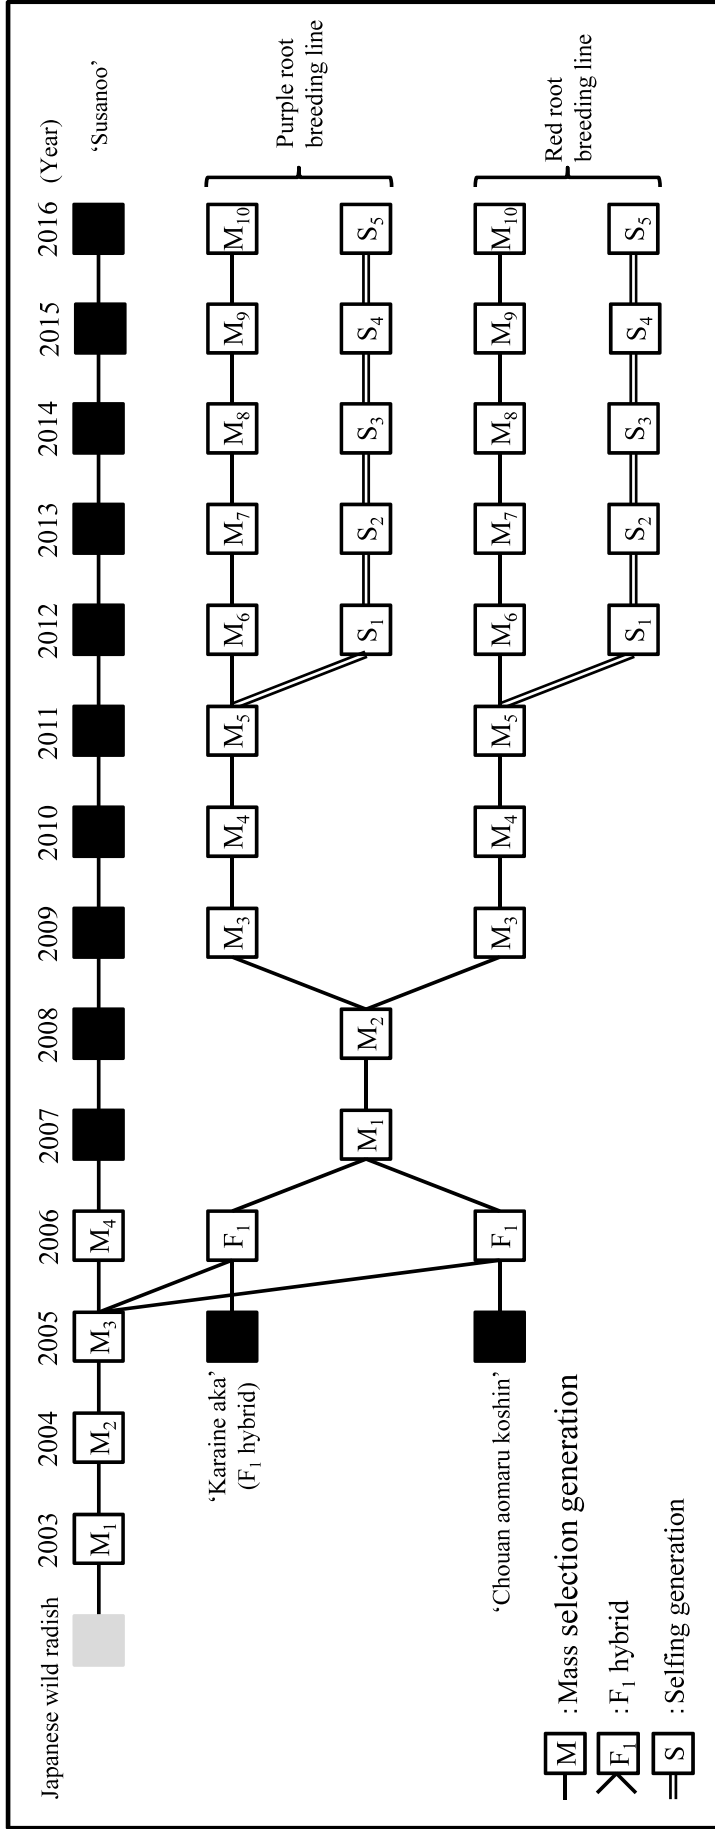 Japanese wild radish 2003 2004 2005 2006 2007 2008 2009 2010 2011 2012 2013 2014 2015 2016 (Year)
M1 M2 M3 M4 ‘Susanoo’
‘Karaine aka’
(F1 hybrid)
F1 M3 M4 M5 M6 M7 M8 M9 M10
Purple root
breeding line
M1 M2 S1 S2 S3 S4 S5
‘Chouan aomaru koshin’
F1 M3 M4 M5 M6 M7 M8 M9 M10
Red root
breeding line
S1 S2 S3 S4 S5
M : Mass selection generation
F1 : F1 hybrid
S : Selfing generation